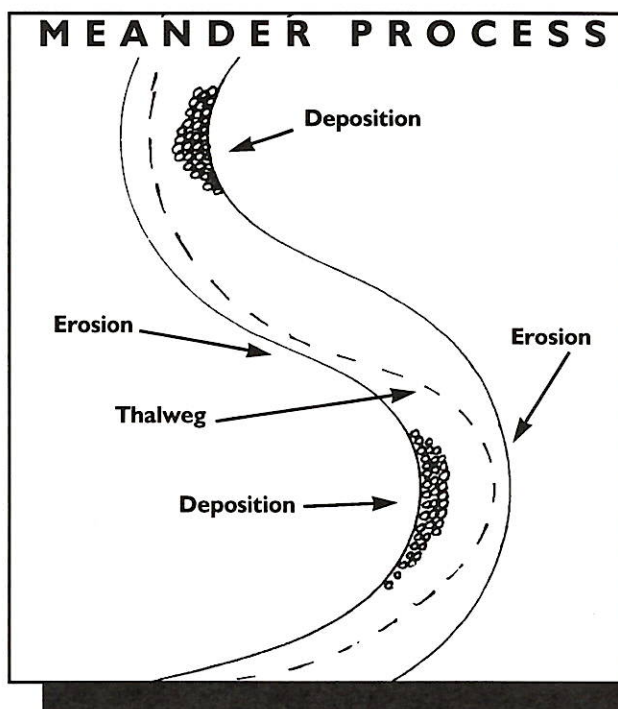 MEANDER PROCESS
Deposition
Erosion
Erosion
Thalweg
Deposition